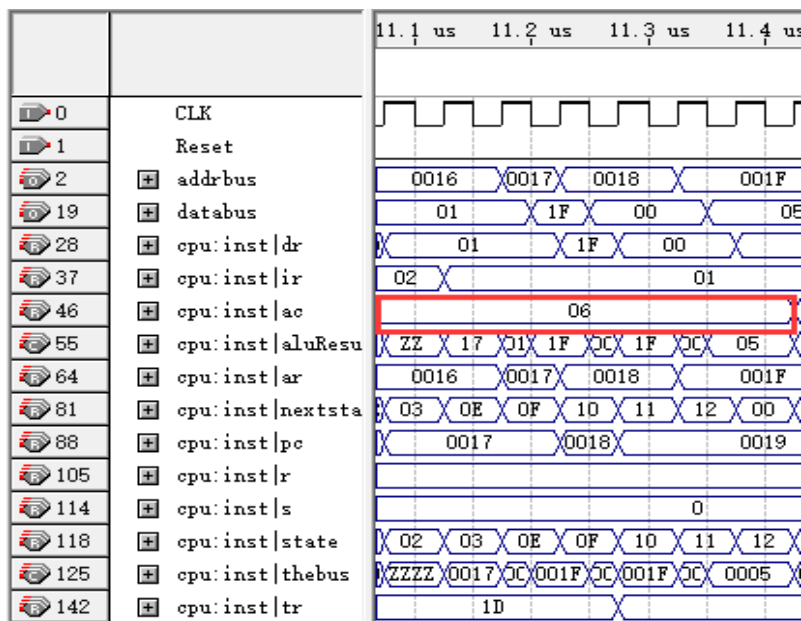 11.1 us 11.2 us 11.3 us 11.4 us
0 CLK
1 Reset
2 addrbus 0016 0017 0018 001F
19 databus 01 1F 00 05
28 cpu:inst|dr 01 1F 00
37 cpu:inst|ir 02 01
46 cpu:inst|ac 06
55 cpu:inst|aluResu ZZ 17 01 1F 1F 05
64 cpu:inst|ar 0016 0017 0018 001F
81 cpu:inst|nextsta 03 0E 0F 10 11 12 00
88 cpu:inst|pc 0017 0018 0019
105 cpu:inst|r
114 cpu:inst|s 0
118 cpu:inst|state 02 03 0E 0F 10 11 12
125 cpu:inst|thebus ZZZZ 0017 001F 001F 0005
142 cpu:inst|tr 1D